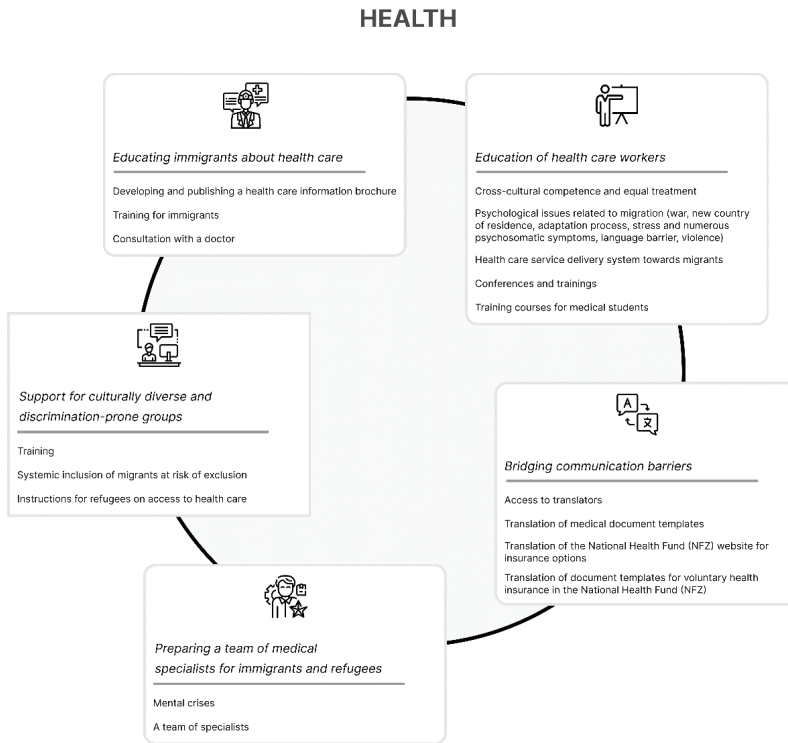 HEALTH
Educating immigrants about health care
Developing and publishing a health care information brochure
Training for immigrants
Consultation with a doctor
Education of health care workers
Cross-cultural competence and equal treatment
Psychological issues related to migration (war, new country
of residence, adaptation process, stress and numerous
psychosomatic symptoms, language barrier, violence)
Health care service delivery system towards migrants
Conferences and trainings
Training courses for medical students
Support for culturally diverse and
discrimination-prone groups
Training
Systemic inclusion of migrants at risk of exclusion
Instructions for refugees on access to health care
A
文
Bridging communication barriers
Access to translators
Translation of medical document templates
Translation of the National Health Fund (NFZ) website for
insurance options
Translation of document templates for voluntary health
insurance in the National Health Fund (NFZ)
Preparing a team of medical
specialists for immigrants and refugees
Mental crises
A team of specialists